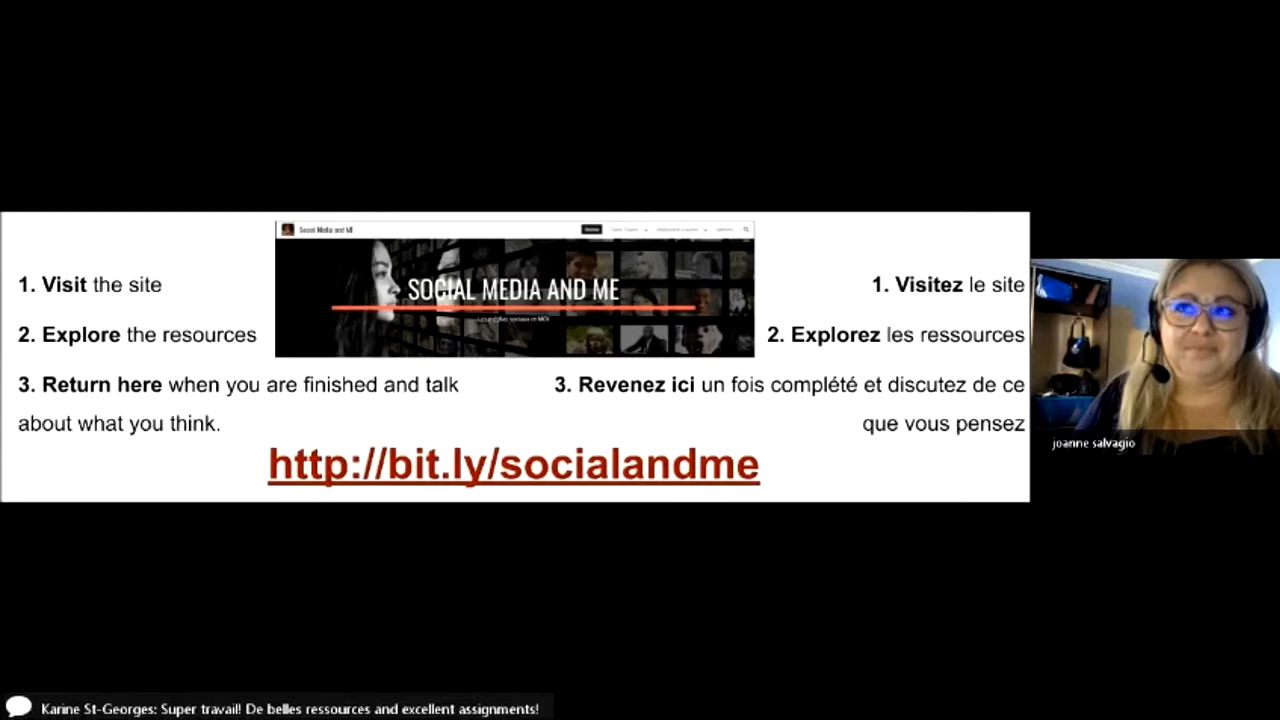 Social Media and ME
SOCIAL MEDIA AND ME
1. Visit the site
2. Explore the resources
3. Return here when you are finished and talk
about what you think.
1. Visitez le site
2. Explorez les ressources
3. Revenez ici un fois complété et discutez de ce
que vous pensez
http://bit.ly/socialandme
joanne salvagio
Karine St-Georges: Super travail! De belles ressources and excellent assignments!